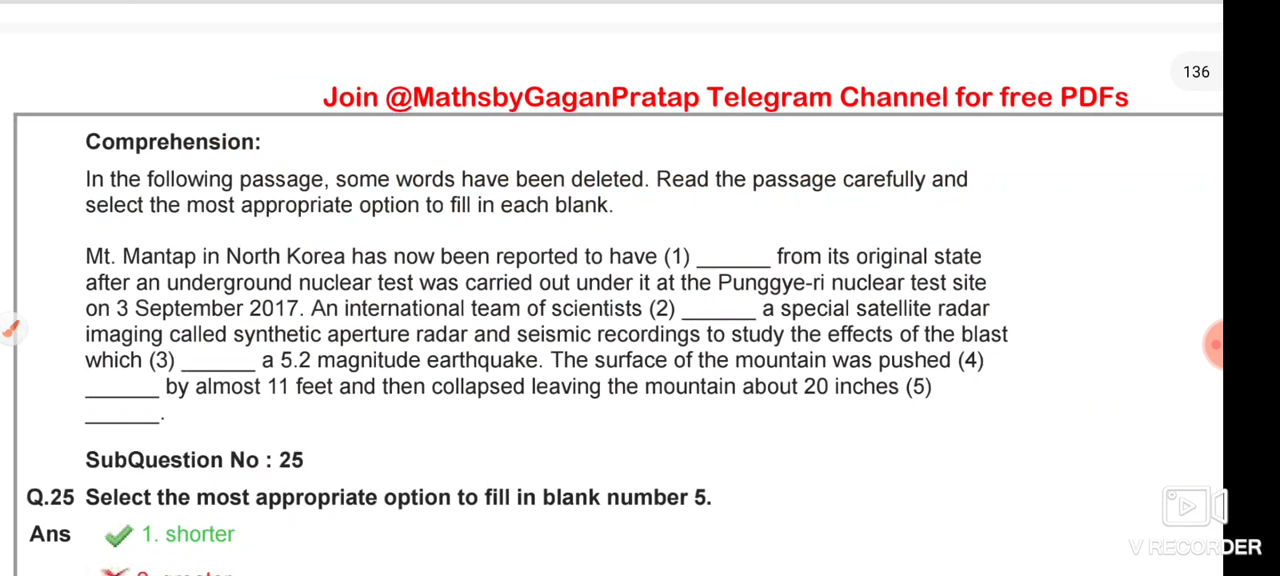 136
Join @MathsbyGaganPratap Telegram Channel for free PDFs
Comprehension:
In the following passage, some words have been deleted. Read the passage carefully and
select the most appropriate option to fill in each blank.
Mt. Mantap in North Korea has now been reported to have (1) ______ from its original state
after an underground nuclear test was carried out under it at the Punggye-ri nuclear test site
on 3 September 2017. An international team of scientists (2) ______ a special satellite radar
imaging called synthetic aperture radar and seismic recordings to study the effects of the blast
which (3) ______ a 5.2 magnitude earthquake. The surface of the mountain was pushed (4)
______ by almost 11 feet and then collapsed leaving the mountain about 20 inches (5)
______.
SubQuestion No : 25
Q.25 Select the most appropriate option to fill in blank number 5.
Ans 1. shorter
V RECORDER